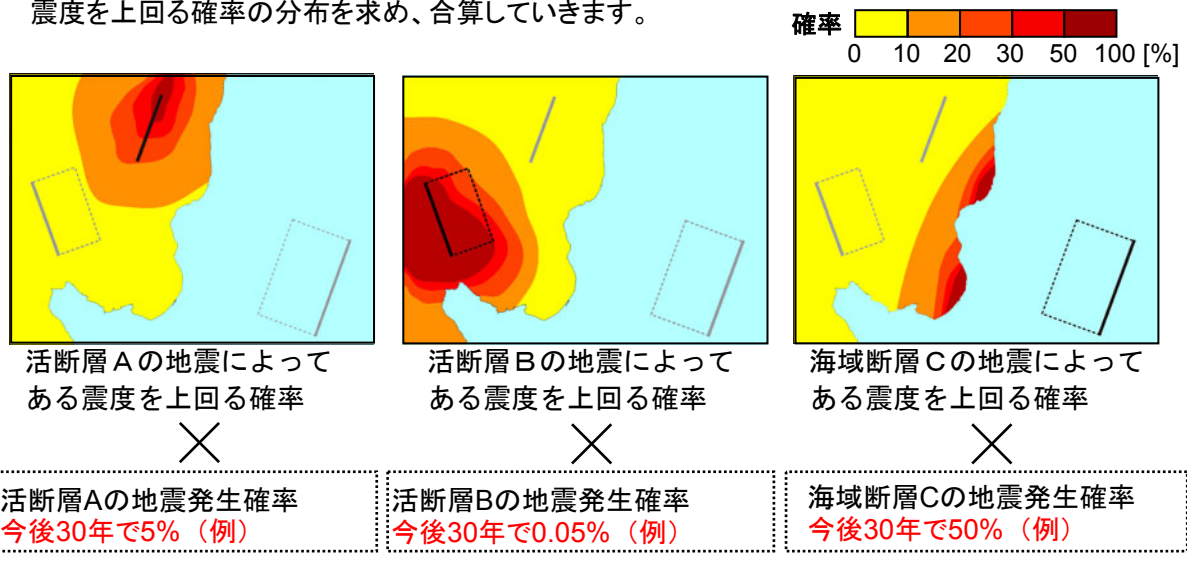 震度を上回る確率の分布を求め、合算していきます。
確率
0 10 20 30 50 100 [%]
活断層Aの地震によって
ある震度を上回る確率
活断層Bの地震によって
ある震度を上回る確率
海域断層Cの地震によって
ある震度を上回る確率
×
×
×
活断層Aの地震発生確率
今後30年で5%（例）
活断層Bの地震発生確率
今後30年で0.05%（例）
海域断層Cの地震発生確率
今後30年で50%（例）